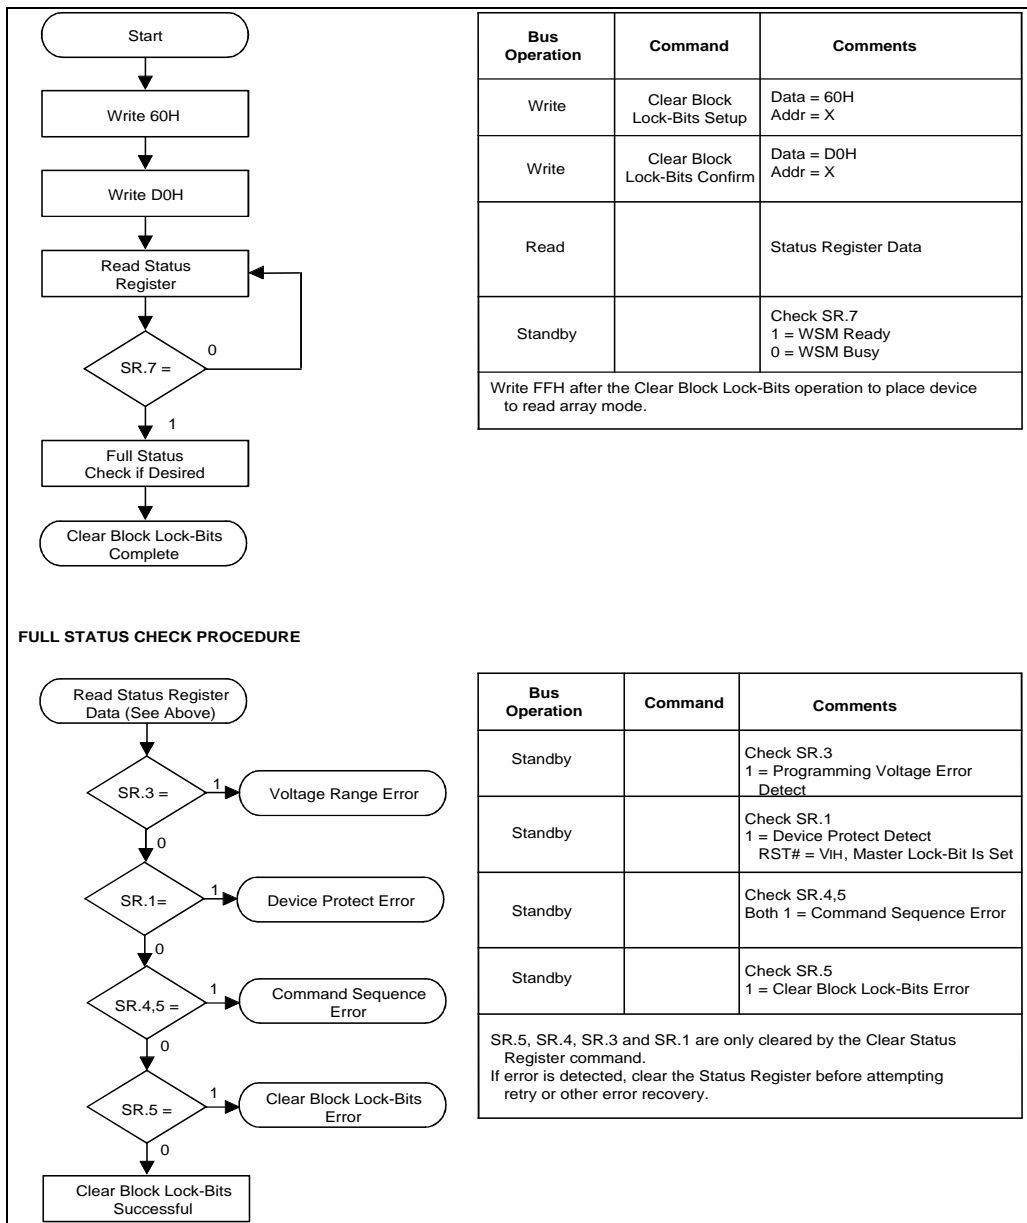 Start
Write 60H
Write D0H
Read Status
Register
SR.7 =
0
1
Full Status
Check if Desired
Clear Block Lock-Bits
Complete
Bus
Operation
Command
Comments
Write
Clear Block
Lock-Bits Setup
Data = 60H
Addr = X
Write
Clear Block
Lock-Bits Confirm
Data = D0H
Addr = X
Read
Status Register Data
Standby
Check SR.7
1 = WSM Ready
0 = WSM Busy
Write FFH after the Clear Block Lock-Bits operation to place device
to read array mode.
FULL STATUS CHECK PROCEDURE
Read Status Register
Data (See Above)
SR.3 =
1
Voltage Range Error
0
SR.1=
1
Device Protect Error
0
SR.4,5 =
1
Command Sequence
Error
0
SR.5 =
1
Clear Block Lock-Bits
Error
0
Clear Block Lock-Bits
Successful
Bus
Operation
Command
Comments
Standby
Check SR.3
1 = Programming Voltage Error
Detect
Standby
Check SR.1
1 = Device Protect Detect
RST# = VIH, Master Lock-Bit Is Set
Standby
Check SR.4,5
Both 1 = Command Sequence Error
Standby
Check SR.5
1 = Clear Block Lock-Bits Error
SR.5, SR.4, SR.3 and SR.1 are only cleared by the Clear Status
Register command.
If error is detected, clear the Status Register before attempting
retry or other error recovery.